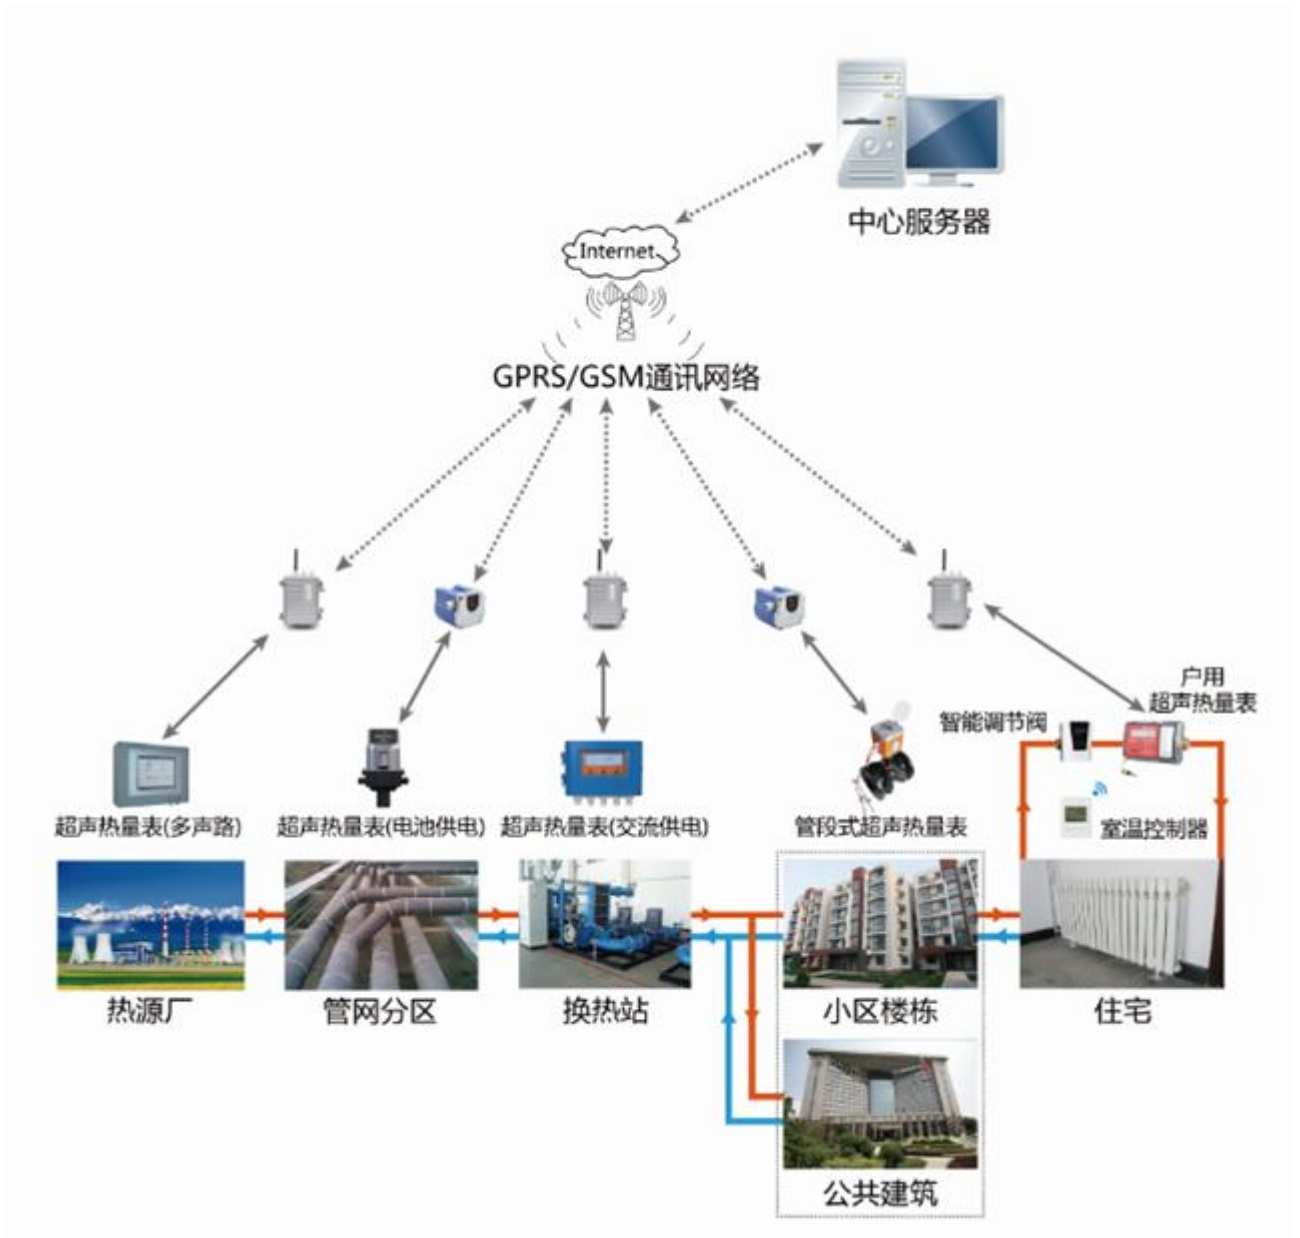 中心服务器
Internet
GPRS/GSM通讯网络
户用
超声热量表
智能调节阀
室温控制器
超声热量表(多声路)
超声热量表(电池供电)
超声热量表(交流供电)
管段式超声热量表
热源厂
管网分区
换热站
小区楼栋
住宅
公共建筑